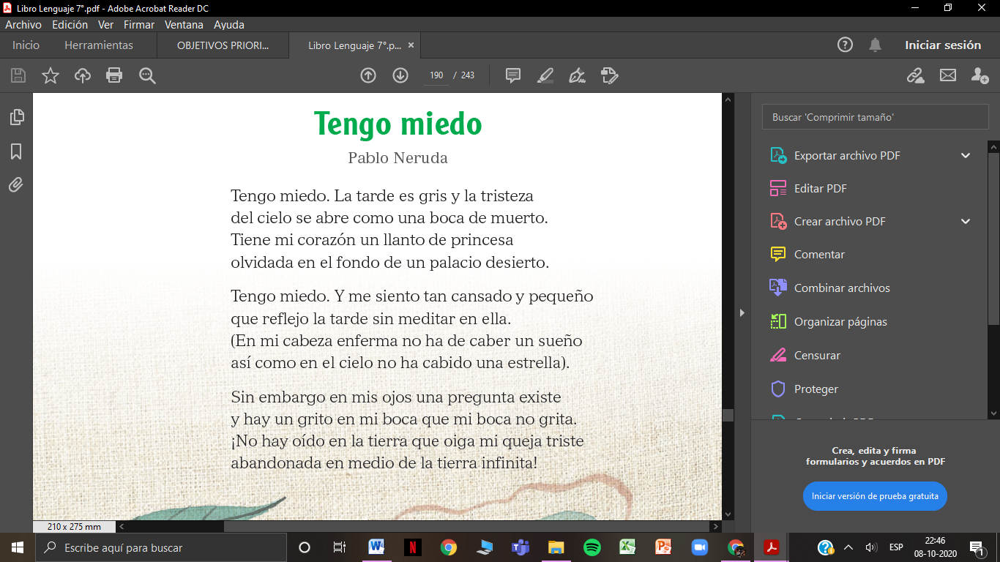 Libro Lenguaje 7°.pdf - Adobe Acrobat Reader DC
Archivo Edición Ver Firmar Ventana Ayuda
Inicio Herramientas OBJETIVOS PRIORI... Libro Lenguaje 7°.p... × Iniciar sesión
190 / 243
Tengo miedo
Pablo Neruda
Tengo miedo. La tarde es gris y la tristeza
del cielo se abre como una boca de muerto.
Tiene mi corazón un llanto de princesa
olvidada en el fondo de un palacio desierto.
Tengo miedo. Y me siento tan cansado y pequeño
que reflejo la tarde sin meditar en ella.
(En mi cabeza enferma no ha de caber un sueño
así como en el cielo no ha cabido una estrella).
Sin embargo en mis ojos una pregunta existe
y hay un grito en mi boca que mi boca no grita.
¡No hay oído en la tierra que oiga mi queja triste
abandonada en medio de la tierra infinita!
210 x 275 mm
Buscar 'Comprimir tamaño'
Exportar archivo PDF
Editar PDF
Crear archivo PDF
Comentar
Combinar archivos
Organizar páginas
Censurar
Proteger
Crea, edita y firma
formularios y acuerdos en PDF
Iniciar versión de prueba gratuita
Escribe aquí para buscar
ESP
22:46
08-10-2020
1